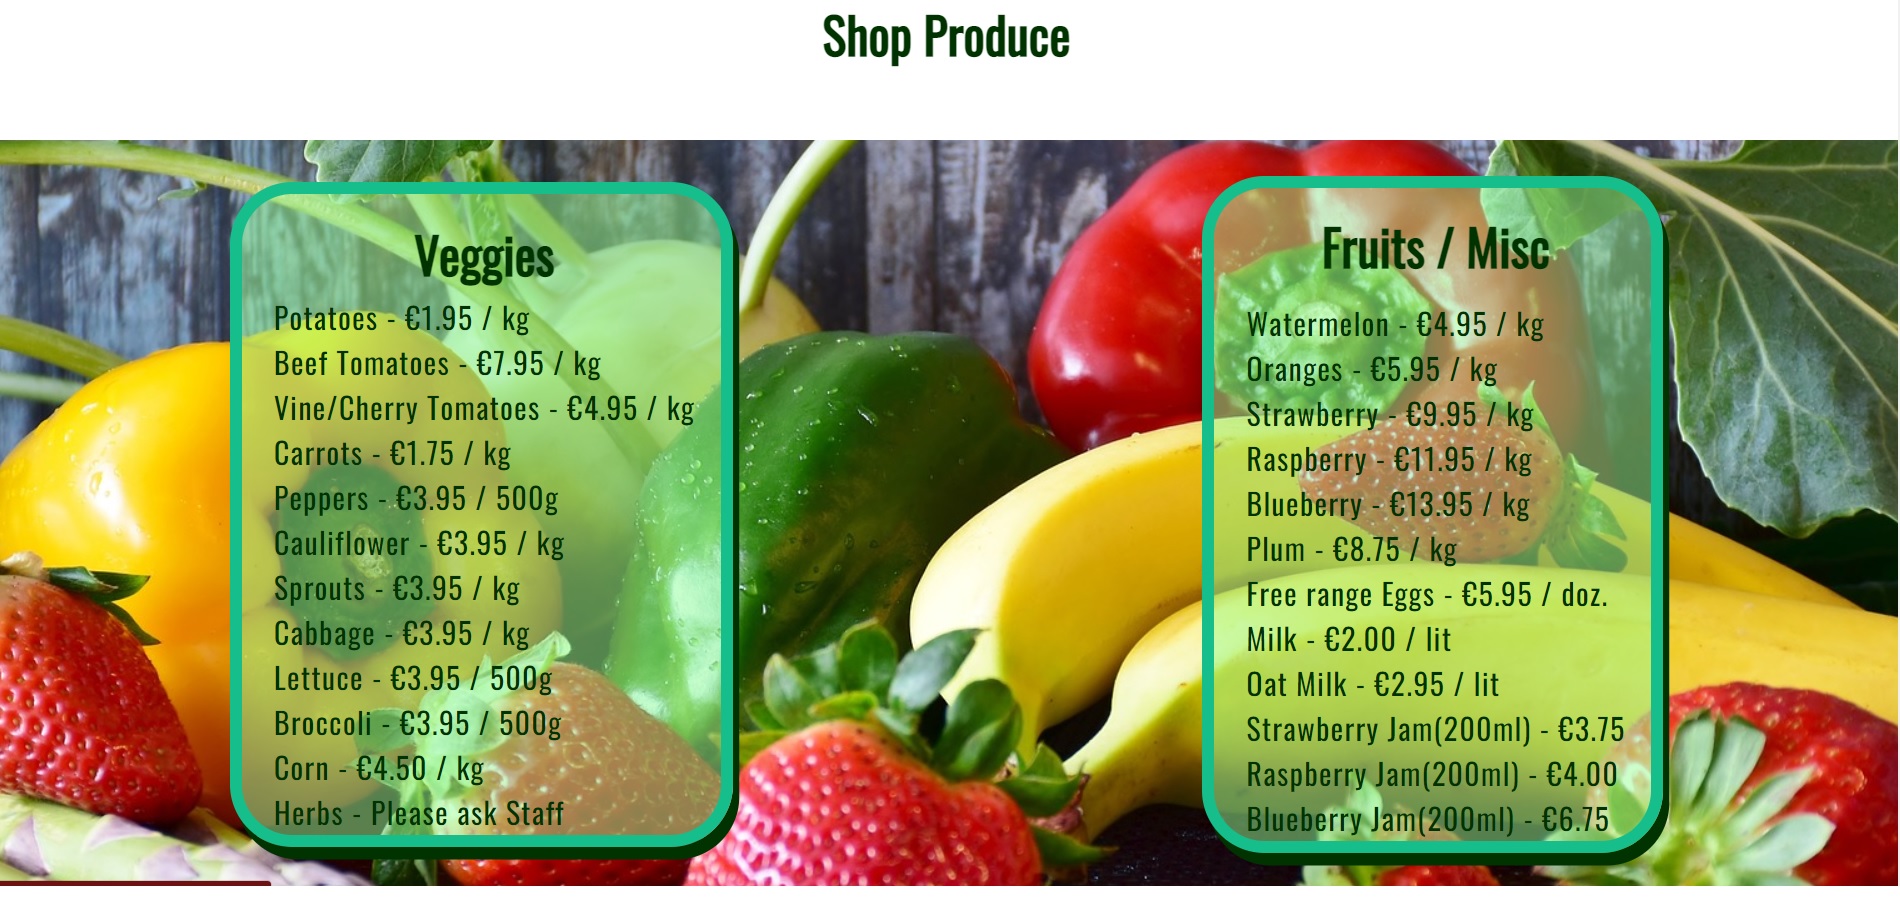 Shop Produce
Veggies
Potatoes - €1.95 / kg
Beef Tomatoes - €7.95 / kg
Vine/Cherry Tomatoes - €4.95 / kg
Carrots - €1.75 / kg
Peppers - €3.95 / 500g
Cauliflower - €3.95 / kg
Sprouts - €3.95 / kg
Cabbage - €3.95 / kg
Lettuce - €3.95 / 500g
Broccoli - €3.95 / 500g
Corn - €4.50 / kg
Herbs - Please ask Staff
Fruits / Misc
Watermelon - €4.95 / kg
Oranges - €5.95 / kg
Strawberry - €9.95 / kg
Raspberry - €11.95 / kg
Blueberry - €13.95 / kg
Plum - €8.75 / kg
Free range Eggs - €5.95 / doz.
Milk - €2.00 / lit
Oat Milk - €2.95 / lit
Strawberry Jam(200ml) - €3.75
Raspberry Jam(200ml) - €4.00
Blueberry Jam(200ml) - €6.75